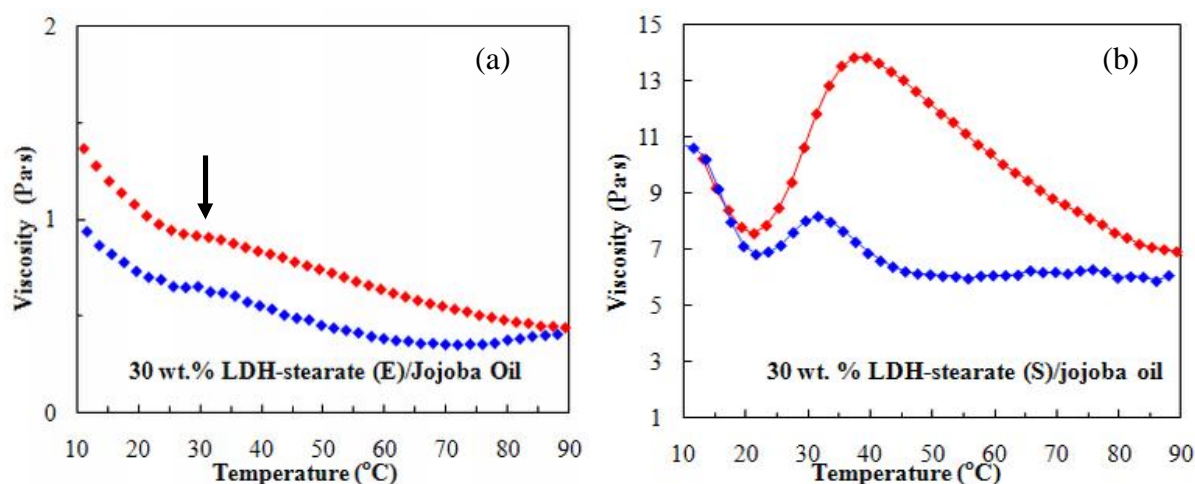 2
(a)
Viscosity (Pa·s)
1
30 wt.% LDH-stearate (E)/Jojoba Oil
0
10 20 30 40 50 60 70 80 90
Temperature (°C)
15
(b)
13
11
Viscosity (Pa·s)
9
7
5
3
30 wt. % LDH-stearate (S)/jojoba oil
1
10 20 30 40 50 60 70 80 90
Temperature (°C)